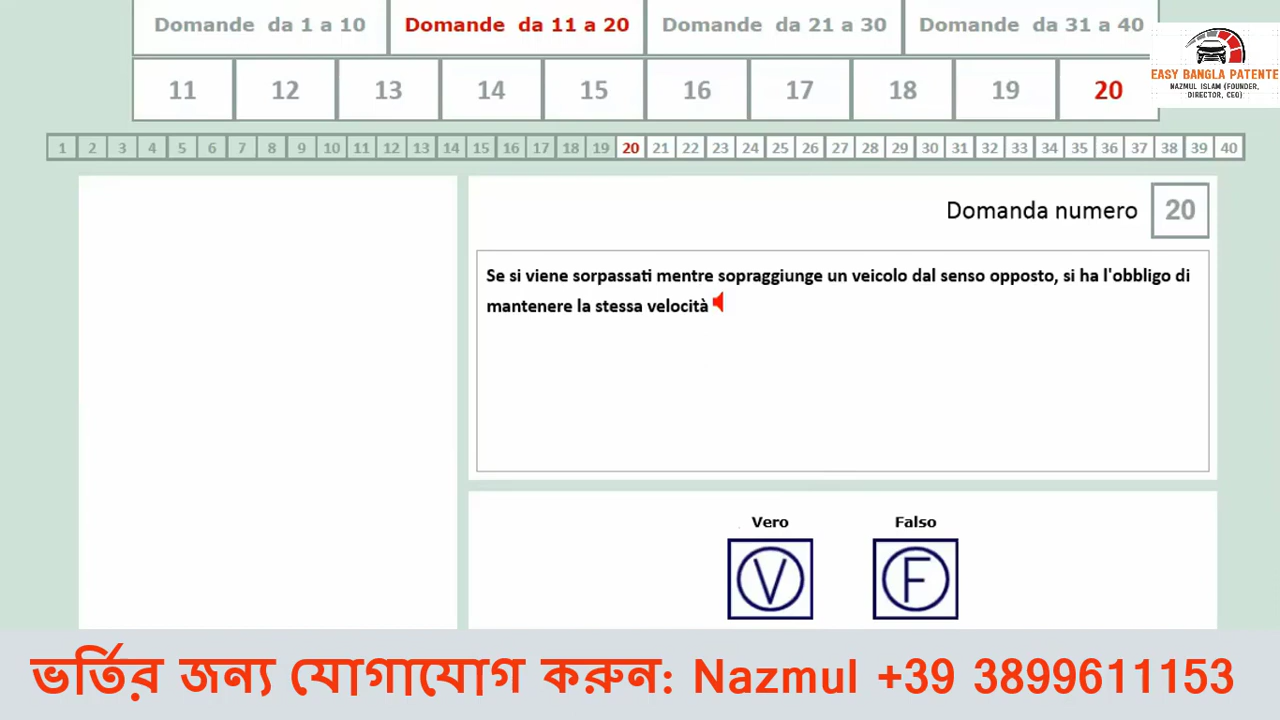 Domande da 1 a 10 Domande da 11 a 20 Domande da 21 a 30 Domande da 31 a 40
11 12 13 14 15 16 17 18 19 20
EASY BANGLA PATENTE
NAZMUL ISLAM (FOUNDER,
DIRECTOR, CEO)
1 2 3 4 5 6 7 8 9 10 11 12 13 14 15 16 17 18 19 20 21 22 23 24 25 26 27 28 29 30 31 32 33 34 35 36 37 38 39 40
Domanda numero 20
Se si viene sorpassati mentre sopraggiunge un veicolo dal senso opposto, si ha l'obbligo di
mantenere la stessa velocità
Vero Falso
V F
ভর্তির জন্য যোগাযোগ করুন: Nazmul +39 3899611153